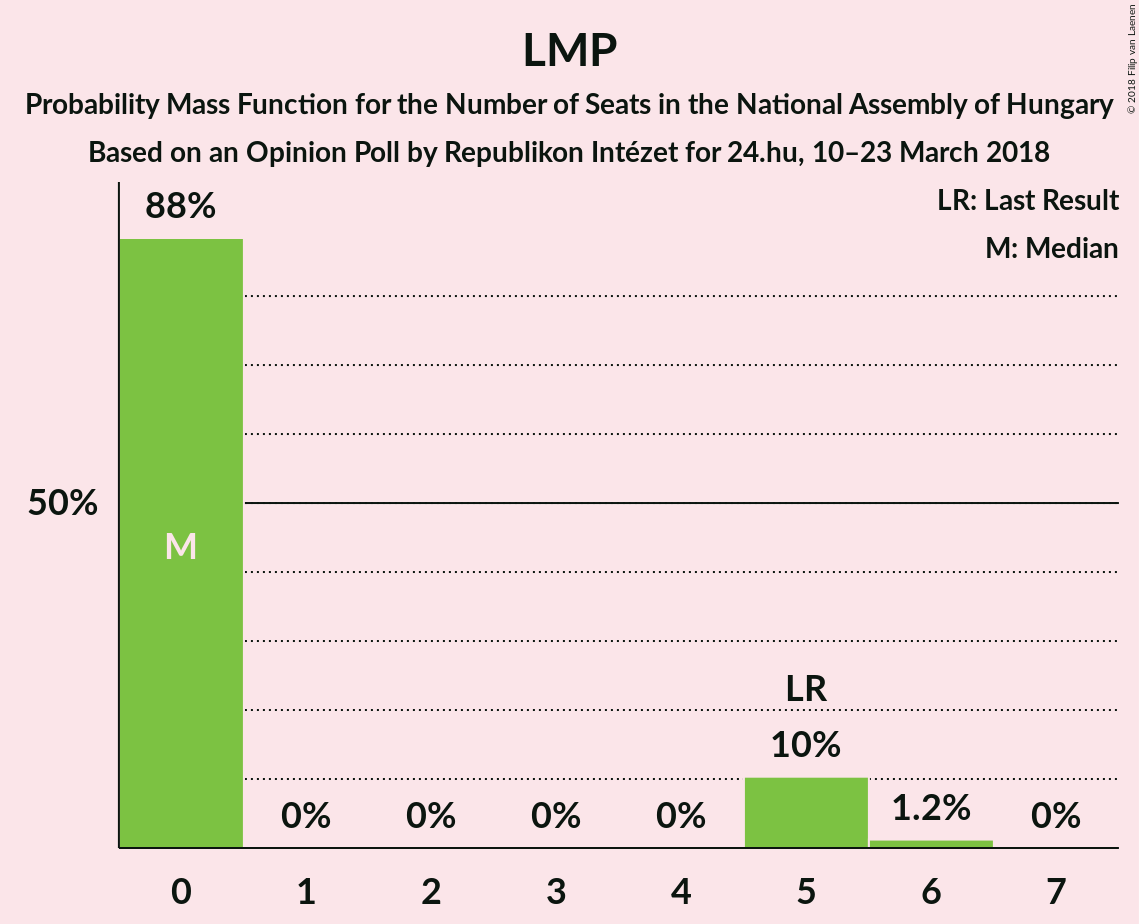 LMP
Probability Mass Function for the Number of Seats in the National Assembly of Hungary
Based on an Opinion Poll by Republikon Intézet for 24.hu, 10–23 March 2018
© 2018 Filip van Laenen
LR: Last Result
M: Median
88%
50%
M
LR
10%
0%
0%
0%
0%
1.2%
0%
0 1 2 3 4 5 6 7